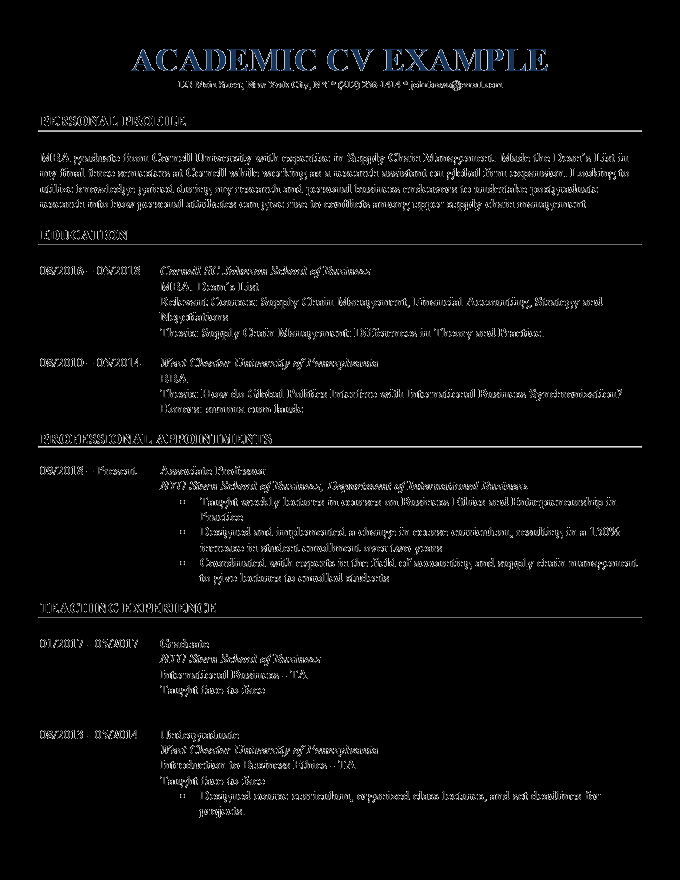 ACADEMIC CV EXAMPLE
123 Main Street, New York City, NY * (212) 256-1414 *
PERSONAL PROFILE
MBA graduate from Cornell University with expertise in Supply Chain Management. Made the Dean's List in
my final three semesters at Cornell while working as a research assistant on global firm expansion. Looking to
utilize knowledge gained during my research and personal business endeavors to undertake postgraduate
research into how personal attitudes can give rise to conflicts among upper supply chain management
EDUCATION
08/2016 - 05/2018 Cornell SC Johnson School of Business
MBA, Dean's List
Relevant Courses: Supply Chain Management, Financial Accounting, Strategy and
Negotiations
Thesis: Supply Chain Management: Differences in Theory and Practice.
08/2010 - 05/2014 West Chester University of Pennsylvania
BBA
Thesis: How do Global Politics Interfere with International Business Synchronization?
Honors: summa cum laude
PROFESSIONAL APPOINTMENTS
08/2018 - Present Associate Professor
NYU Stern School of Business, Department of International Business
o Taught weekly lectures in courses on Business Ethics and Entrepreneurship in
Practice
o Designed and implemented a change in course curriculum, resulting in a 150%
increase in student enrollment over two years
o Coordinated with experts in the field of accounting and supply chain management
to give lectures to enrolled students
TEACHING EXPERIENCE
01/2017 - 05/2017 Graduate
NYU Stern School of Business
International Business - TA
Taught face to face
08/2013 - 05/2014 Undergraduate
West Chester University of Pennsylvania
Introduction to Business Ethics - TA
Taught face to face
o Designed course curriculum, organized class lectures, and set deadlines for
projects.